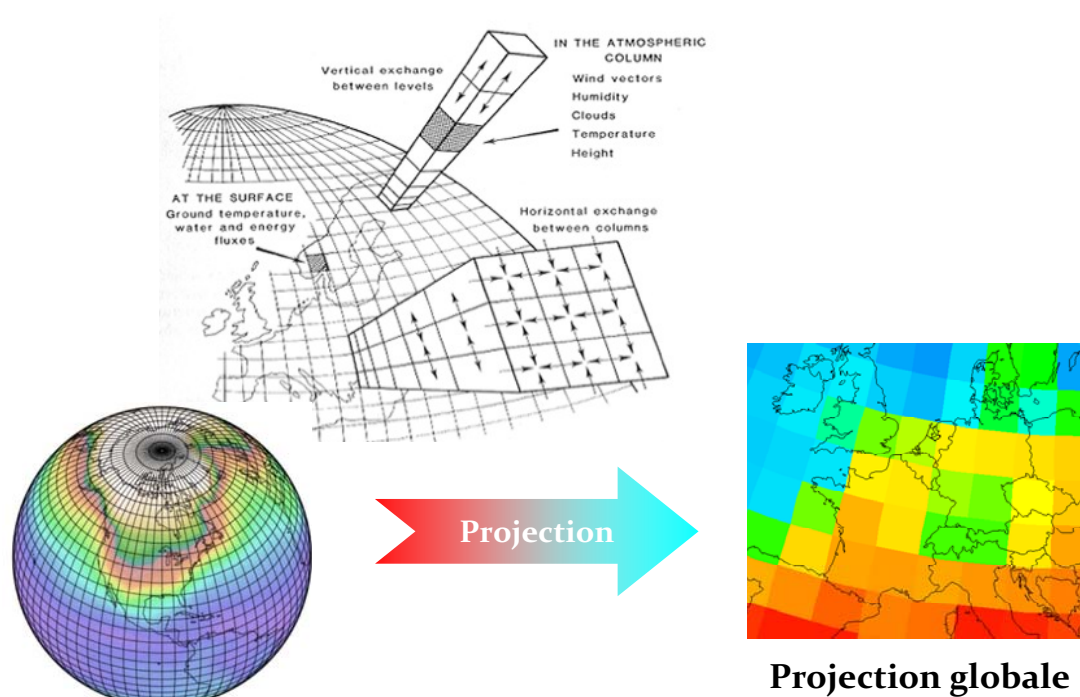 IN THE ATMOSPHERIC
COLUMN
Vertical exchange
between levels
Wind vectors
Humidity
Clouds
Temperature
Height
AT THE SURFACE
Ground temperature,
water and energy
fluxes
Horizontal exchange
between columns
Projection
Projection globale